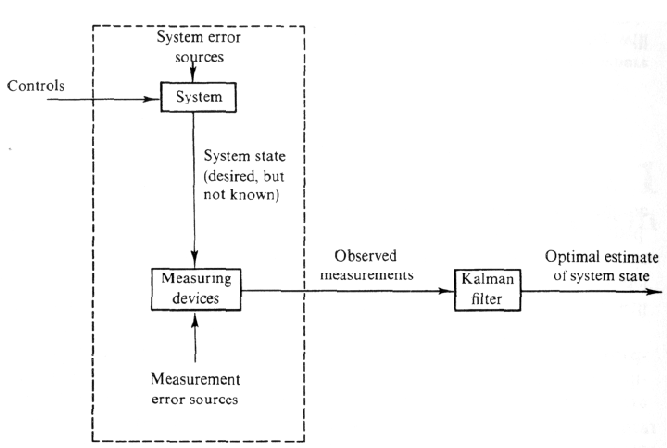 System error
sources
Controls
System
System state
(desired, but
not known)
Observed
measurements
Optimal estimate
of system state
Measuring
devices
Kalman
filter
Measurement
error sources